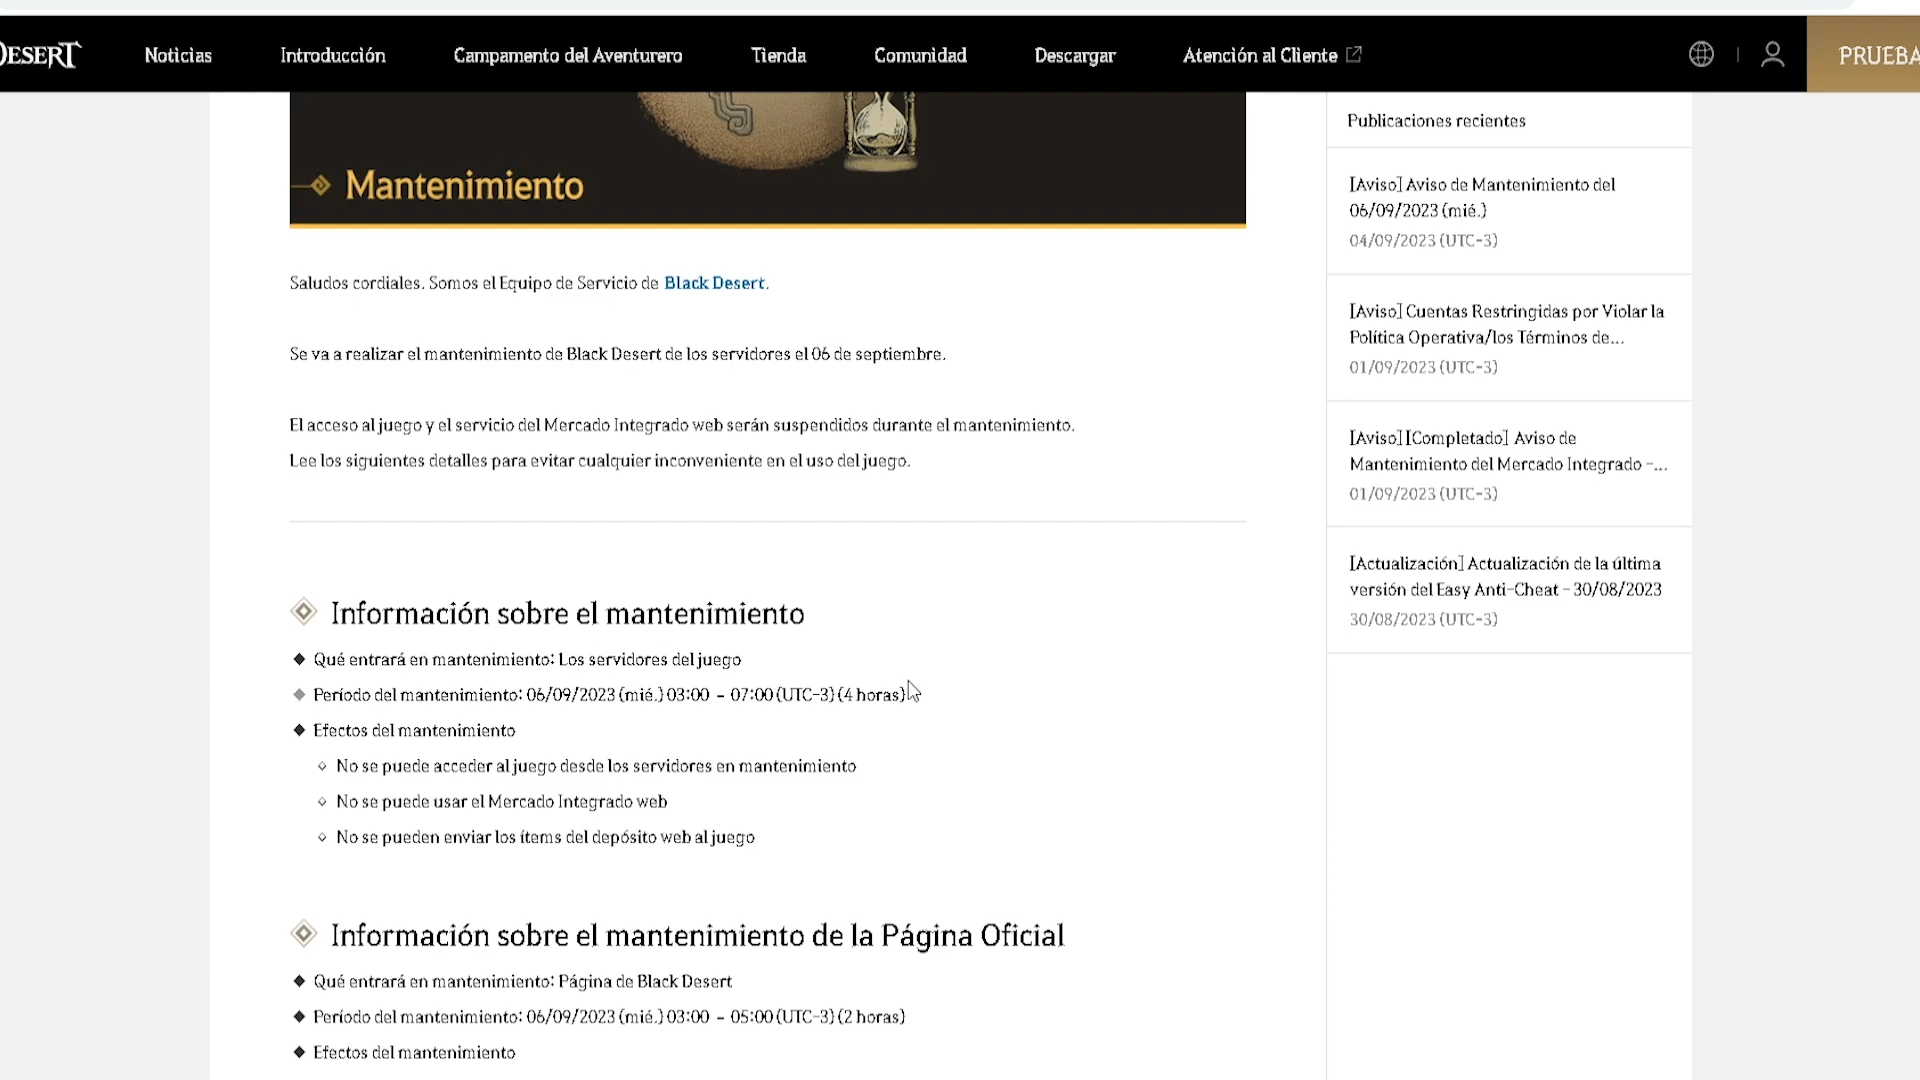 DESERT
Noticias
Introducción
Campamento del Aventurero
Tienda
Comunidad
Descargar
Atención al Cliente
PRUEBA
Mantenimiento
Saludos cordiales. Somos el Equipo de Servicio de Black Desert.
Se va a realizar el mantenimiento de Black Desert de los servidores el 06 de septiembre.
El acceso al juego y el servicio del Mercado Integrado web serán suspendidos durante el mantenimiento.
Lee los siguientes detalles para evitar cualquier inconveniente en el uso del juego.
Información sobre el mantenimiento
◆ Qué entrará en mantenimiento: Los servidores del juego
◆ Período del mantenimiento: 06/09/2023 (mié.) 03:00 – 07:00 (UTC-3) (4 horas)
◆ Efectos del mantenimiento
◇ No se puede acceder al juego desde los servidores en mantenimiento
◇ No se puede usar el Mercado Integrado web
◇ No se pueden enviar los ítems del depósito web al juego
Información sobre el mantenimiento de la Página Oficial
◆ Qué entrará en mantenimiento: Página de Black Desert
◆ Período del mantenimiento: 06/09/2023 (mié.) 03:00 – 05:00 (UTC-3) (2 horas)
◆ Efectos del mantenimiento
Publicaciones recientes
[Aviso] Aviso de Mantenimiento del
06/09/2023 (mié.)
04/09/2023 (UTC-3)
[Aviso] Cuentas Restringidas por Violar la
Política Operativa/los Términos de...
01/09/2023 (UTC-3)
[Aviso] [Completado] Aviso de
Mantenimiento del Mercado Integrado -...
01/09/2023 (UTC-3)
[Actualización] Actualización de la última
versión del Easy Anti-Cheat - 30/08/2023
30/08/2023 (UTC-3)